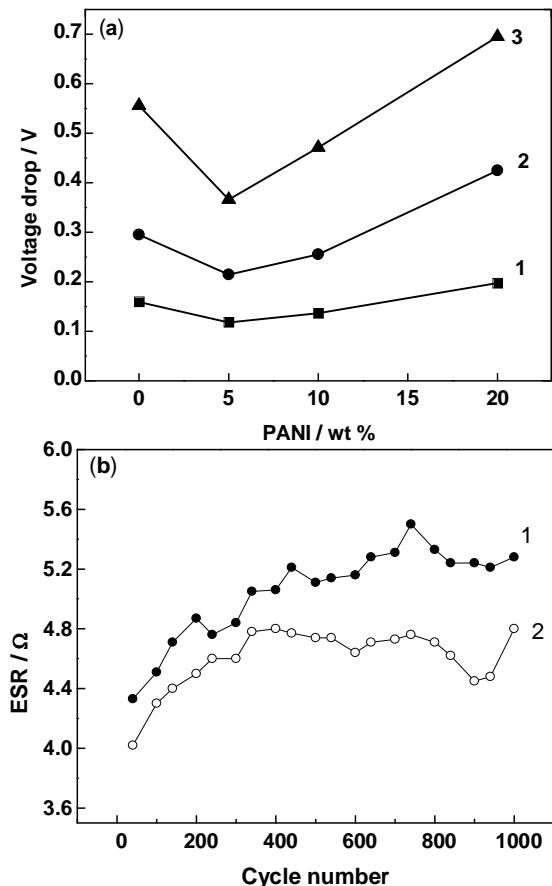 (a)
3
2
1
0.7
0.6
0.5
0.4
0.3
0.2
0.1
0.0
Voltage drop / V
0 5 10 15 20
PANI / wt %
(b)
1
2
6.0
5.6
5.2
4.8
4.4
4.0
3.6
ESR / Ω
0 200 400 600 800 1000
Cycle number